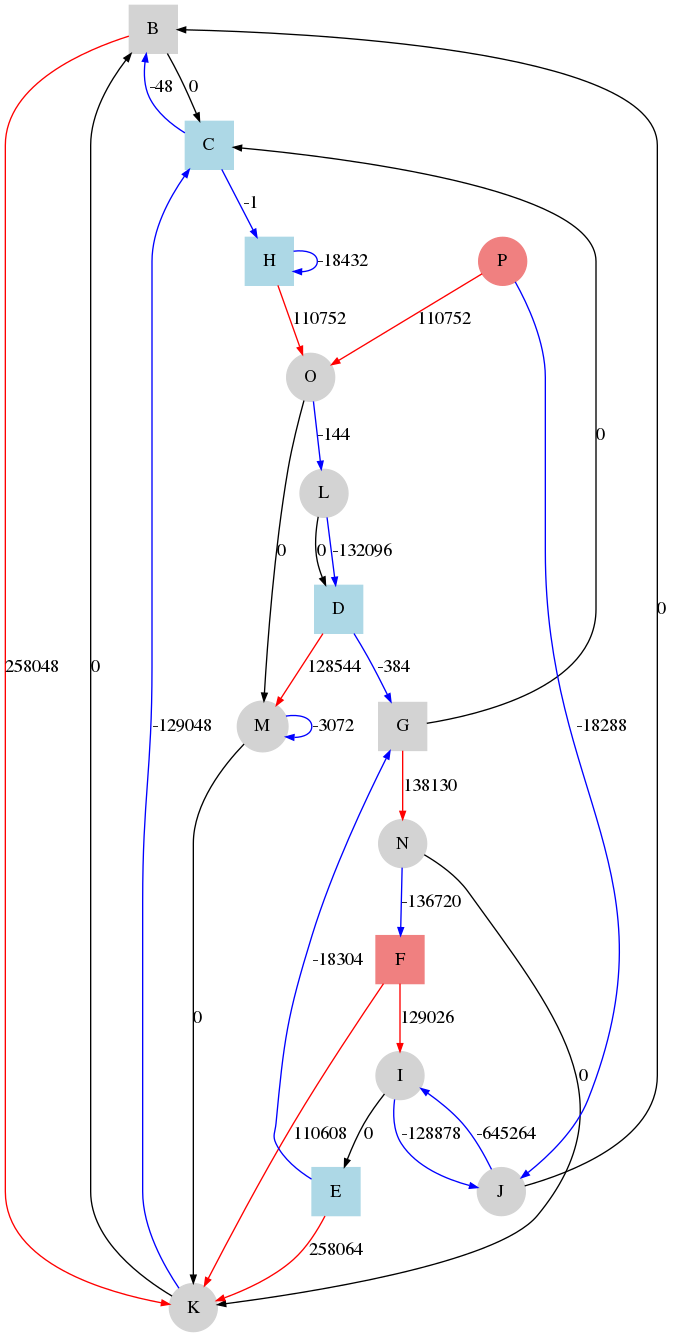 B
-48 0
C
-1
H -18432 P
110752 110752
O
-144 0
L
0 0 -132096
D
258048 0 128544 -384 0
M -3072 G -129048 -18288
138130
N
-136720
-18304 F
0 129026
I
0
110608 0 -128878 -645264
E J
258064
K